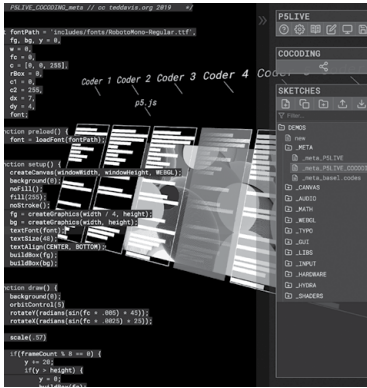 P5LIVE_COCODING_meta // cc teddavis.org 2019 */
t fontPath = 'includes/fonts/RobotoMono-Regular.ttf',
fg, bg, y = 0,
w = 0,
fc = 0,
c = [0, 0, 255],
rBox = 0,
c1 = 0,
c2 = 255,
dx = 7,
dy = 4,
font;
nction preload() {
font = loadFont(fontPath);
nction setup() {
createCanvas(windowWidth, windowHeight, WEBGL);
background(0);
noFill();
fill(255);
noStroke();
fg = createGraphics(width / 4, height);
bg = createGraphics(width, height);
textFont(font);
textSize(48);
textAlign(CENTER, BOTTOM);
buildBox(fg);
buildBox(bg);
nction draw() {
background(0);
orbitControl(5)
rotateY(radians(sin(fc * .005) * 45));
rotateX(radians(sin(fc * .0025) * 25));
scale(.57)
if(frameCount % 8 == 0) {
y += 20;
if(y > height) {
y = 0;
Coder 1 Coder 2 Coder 3 Coder 4
p5.js
P5LIVE
COCODING
SKETCHES
Filter...
DEMOS
new
_META
_meta_P5LIVE
_meta_P5LIVE_COCODI
_meta_basel.codes
_CANVAS
_AUDIO
_MATH
_WEBGL
_TYPO
_GUI
_LIBS
_INPUT
_HARDWARE
_HYDRA
_SHADERS